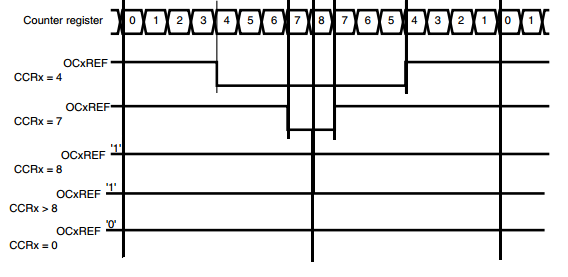 Counter register 0 1 2 3 4 5 6 7 8 7 6 5 4 3 2 1 0 1
OCxREF
CCRx = 4
OCxREF
CCRx = 7
OCxREF '1'
CCRx = 8
OCxREF '1'
CCRx > 8
OCxREF '0'
CCRx = 0